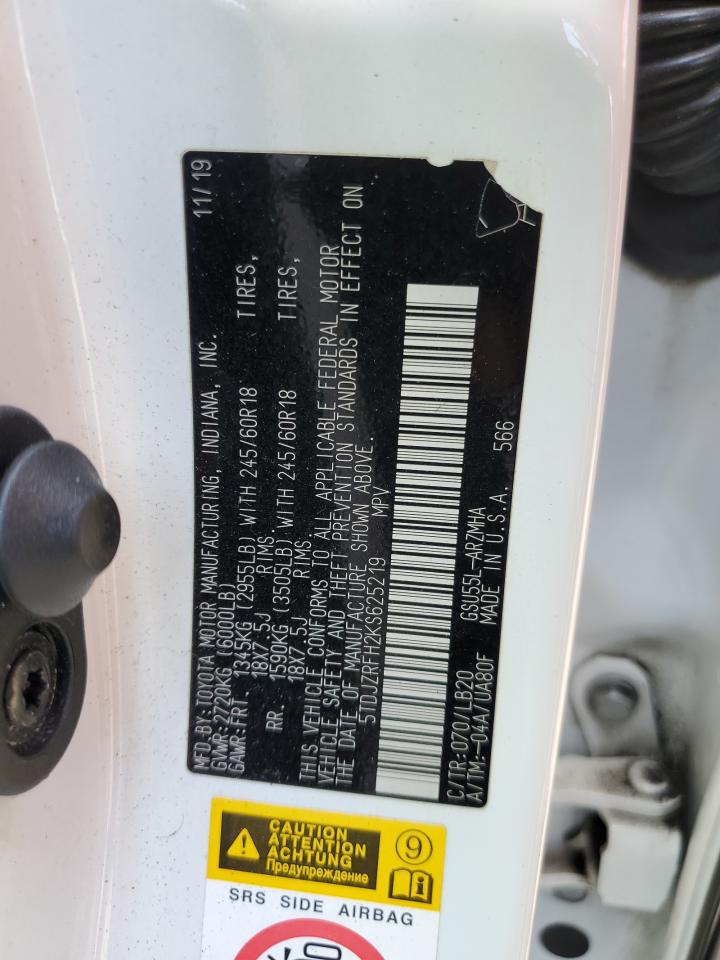 MFD.BY:TOYOTA MOTOR MANUFACTURING, INDIANA, INC. 11/19
GVWR:2720KG (6000LB)
GAWR:FRT 1345KG (2955LB) WITH 245/60R18 TIRES,
18X7.5J RIMS.
RR. 1590KG (3505LB) WITH 245/60R18 TIRES,
18X7.5J RIMS.
THIS VEHICLE CONFORMS TO ALL APPLICABLE FEDERAL MOTOR
VEHICLE SAFETY AND THEFT PREVENTION STANDARDS IN EFFECT ON
THE DATE OF MANUFACTURE SHOWN ABOVE.
5TDJZRFH2KS625219 MPV
C/TR:070/LB20 GSU55L-ARZMHA
A/TM:-04A/UA80F MADE IN U.S.A. 566
CAUTION
ATTENTION
ACHTUNG
Предупреждение
9
i
SRS SIDE AIRBAG